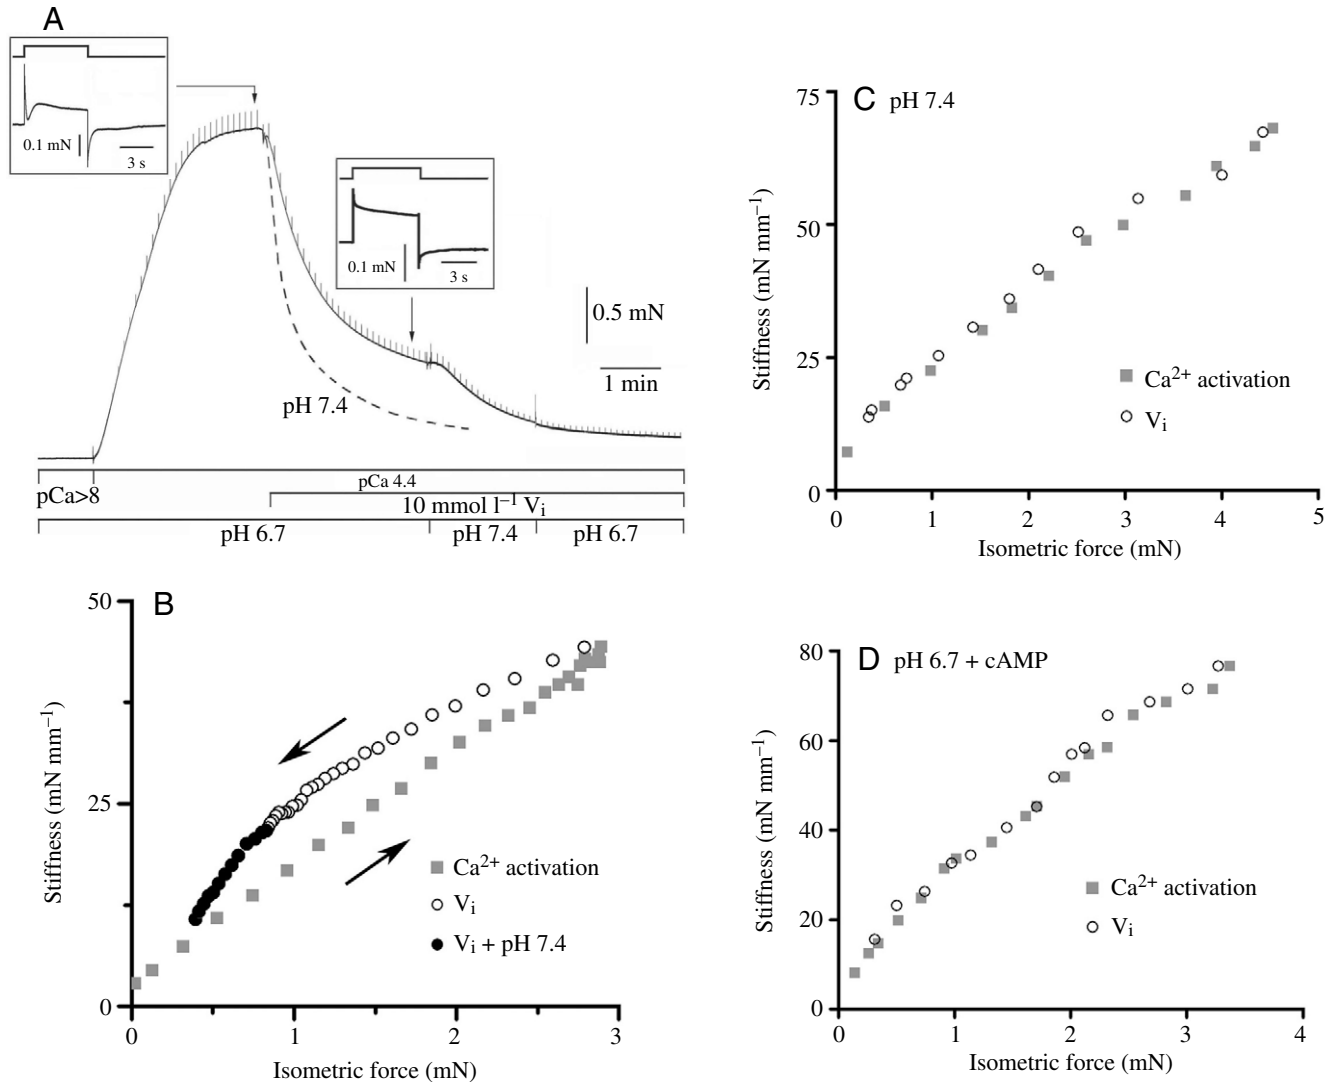 A
0.1 mN
3 s
0.1 mN
3 s
0.5 mN
1 min
pH 7.4
pCa>8
pCa 4.4
10 mmol l⁻¹ Vi
pH 6.7
pH 7.4
pH 6.7
B
50
25
0
0
1
2
3
Stiffness (mN mm⁻¹)
Isometric force (mN)
Ca²⁺ activation
Vi
Vi + pH 7.4
C pH 7.4
75
50
25
0
0
1
2
3
4
5
Stiffness (mN mm⁻¹)
Isometric force (mN)
Ca²⁺ activation
Vi
D pH 6.7 + cAMP
80
60
40
20
0
0
1
2
3
4
Stiffness (mN mm⁻¹)
Isometric force (mN)
Ca²⁺ activation
Vi